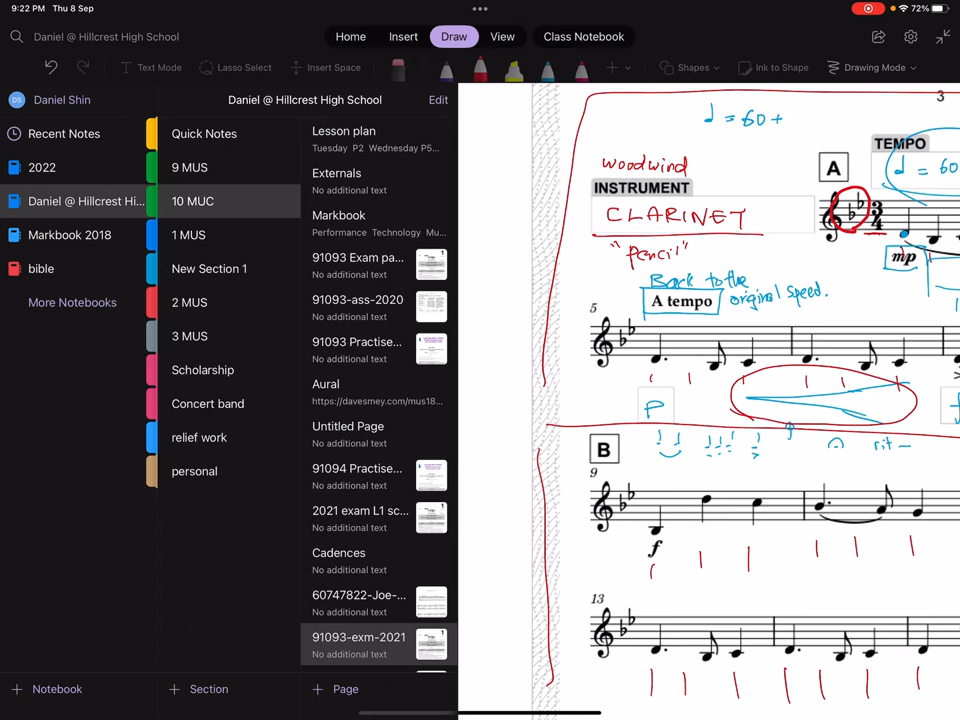 9:22 PM Thu 8 Sep
72%
Daniel @ Hillcrest High School
Home
Insert
Draw
View
Class Notebook
Text Mode
Lasso Select
Insert Space
Shapes
Ink to Shape
Drawing Mode
DS
Daniel Shin
Recent Notes
2022
Daniel @ Hillcrest Hi...
Markbook 2018
bible
More Notebooks
Notebook
Quick Notes
9 MUS
10 MUC
1 MUS
New Section 1
2 MUS
3 MUS
Scholarship
Concert band
relief work
personal
Section
Daniel @ Hillcrest High School
Edit
Lesson plan
Tuesday P2 Wednesday P5...
Externals
No additional text
Markbook
Performance Technology Mu...
91093 Exam pa...
No additional text
91093-ass-2020
No additional text
91093 Practise...
No additional text
Aural
https://davesmey.com/mus18...
Untitled Page
No additional text
91094 Practise...
No additional text
2021 exam L1 sc...
No additional text
Cadences
No additional text
60747822-Joe-...
No additional text
91093-exm-2021
No additional text
Page
3
♩ = 60+
TEMPO
♩ = 60
A
woodwind
INSTRUMENT
CLARINET
"Pencil"
3
4
mp
Back to the
A tempo
original speed.
5
P
f
rit
B
9
f
13